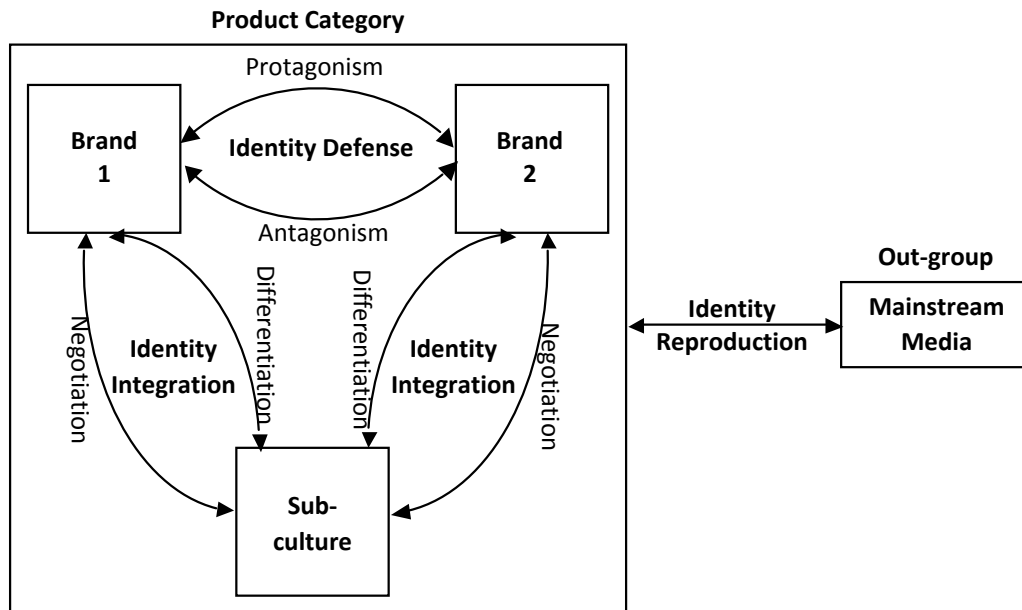 Product Category
Protagonism
Brand
1
Identity Defense
Brand
2
Antagonism
Negotiation
Identity
Integration
Differentiation
Differentiation
Identity
Integration
Negotiation
Sub-
culture
Identity
Reproduction
Out-group
Mainstream
Media